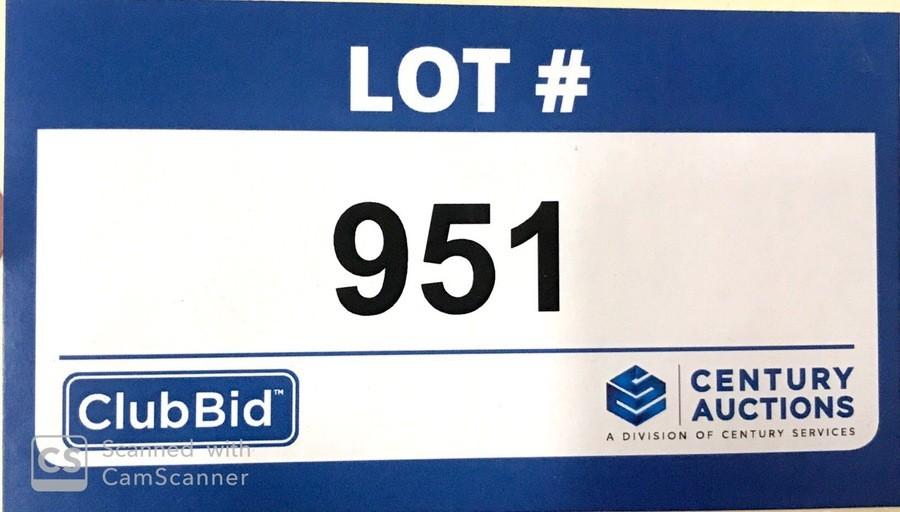 LOT #
951
ClubBid™
CENTURY
AUCTIONS
A DIVISION OF CENTURY SERVICES
CS
Scanned with
CamScanner